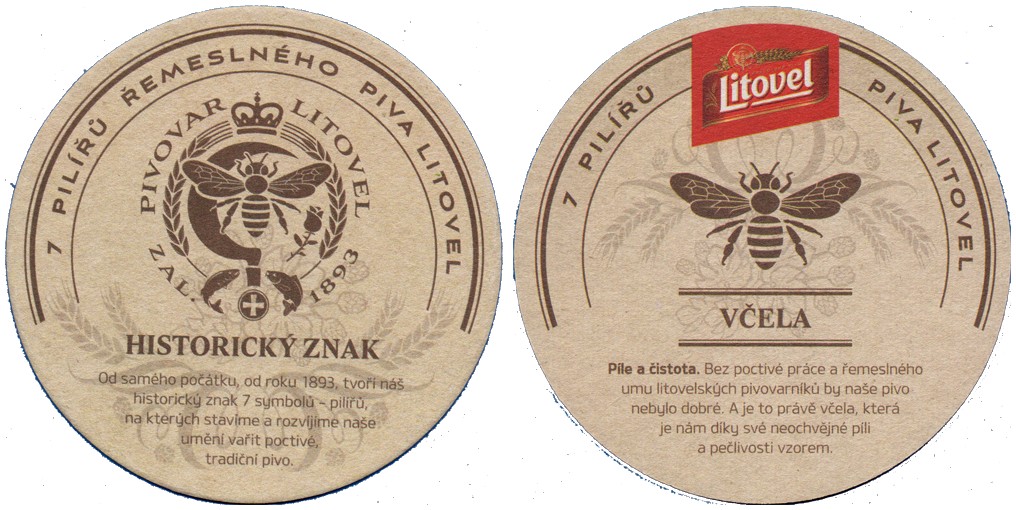 7 PILÍŘŮ ŘEMESLNÉHO PIVA LITOVEL
PIVOVAR LITOVEL
ZAL. 1893
HISTORICKÝ ZNAK
Od samého počátku, od roku 1893, tvoří náš
historický znak 7 symbolů – pilířů,
na kterých stavíme a rozvíjíme naše
umění vařit poctivé,
tradiční pivo.
7 PILÍŘŮ PIVA LITOVEL
Litovel
VČELA
Píle a čistota. Bez poctivé práce a řemeslného
umu litovelských pivovarníků by naše pivo
nebylo dobré. A je to právě včela, která
je nám díky své neochvějné píli
a pečlivosti vzorem.